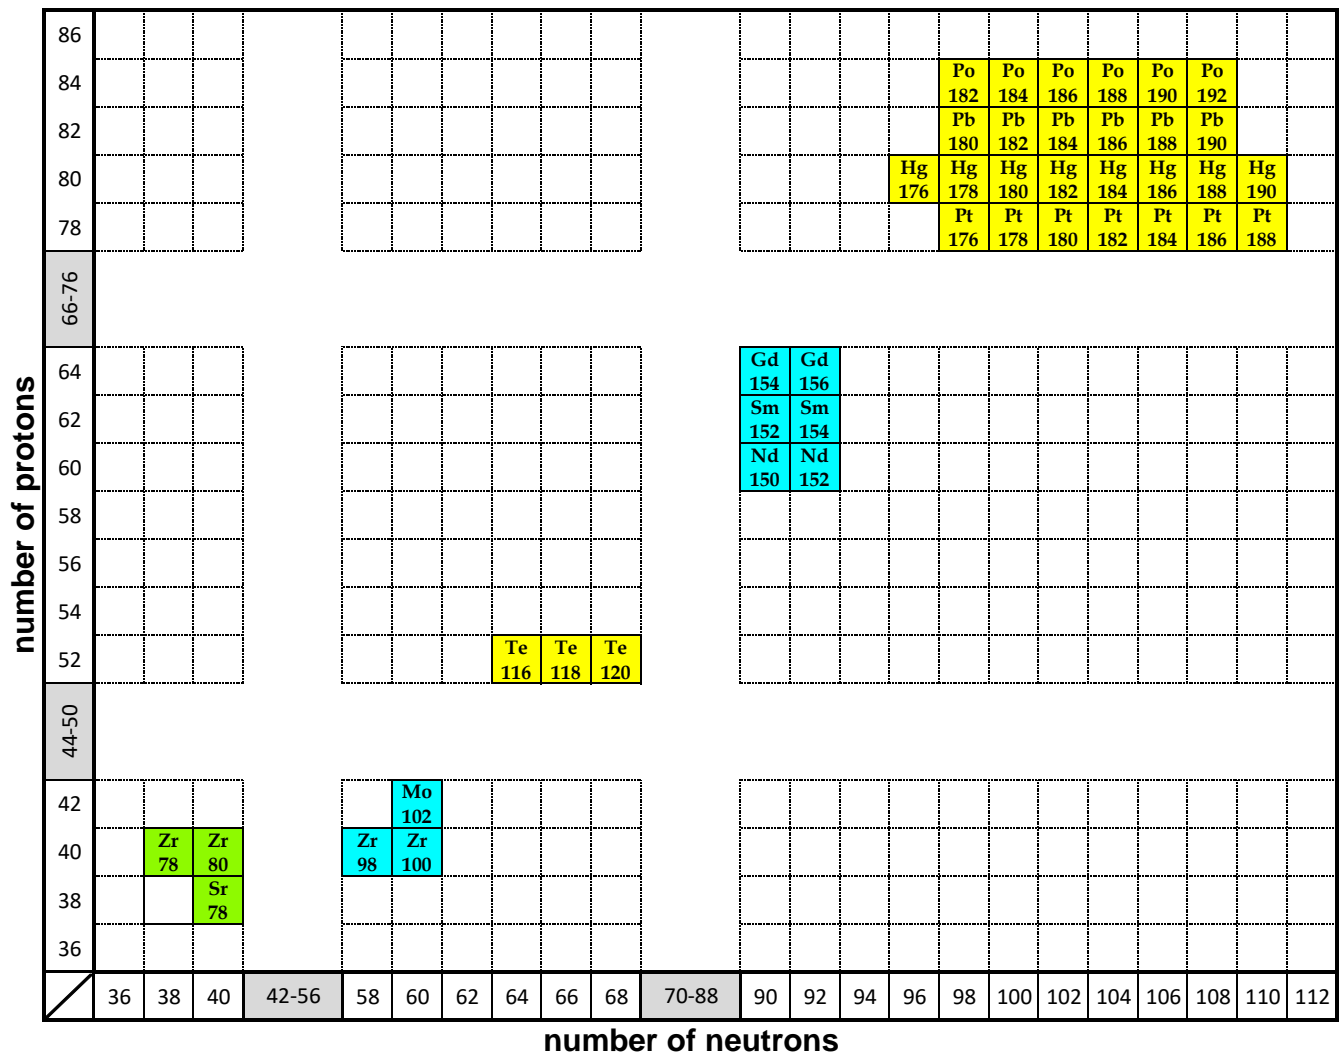 86
84
Po Po Po Po Po Po
182 184 186 188 190 192
82
Pb Pb Pb Pb Pb Pb
180 182 184 186 188 190
80
Hg Hg Hg Hg Hg Hg Hg Hg
176 178 180 182 184 186 188 190
78
Pt Pt Pt Pt Pt Pt Pt
176 178 180 182 184 186 188
66-76
64
Gd Gd
154 156
62
Sm Sm
152 154
60
Nd Nd
150 152
58
56
54
52
Te Te Te
116 118 120
44-50
42
Mo
102
40
Zr Zr Zr Zr
78 80 98 100
38
Sr
78
36
number of protons
36 38 40 42-56 58 60 62 64 66 68 70-88 90 92 94 96 98 100 102 104 106 108 110 112
number of neutrons